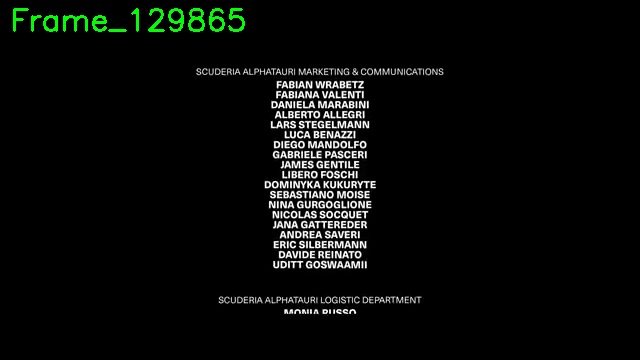 Frame_129865
SCUDERIA ALPHATAURI MARKETING & COMMUNICATIONS
FABIAN WRABETZ
FABIANA VALENTI
DANIELA MARABINI
ALBERTO ALLEGRI
LARS STEGELMANN
LUCA BENAZZI
DIEGO MANDOLFO
GABRIELE PASCERI
JAMES GENTILE
LIBERO FOSCHI
DOMINYKA KUKURYTE
SEBASTIANO MOISE
NINA GURGOGLIONE
NICOLAS SOCQUET
JANA GATTEREDER
ANDREA SAVERI
ERIC SILBERMANN
DAVIDE REINATO
UDITT GOSWAAMII
SCUDERIA ALPHATAURI LOGISTIC DEPARTMENT
MONIA RUSSO